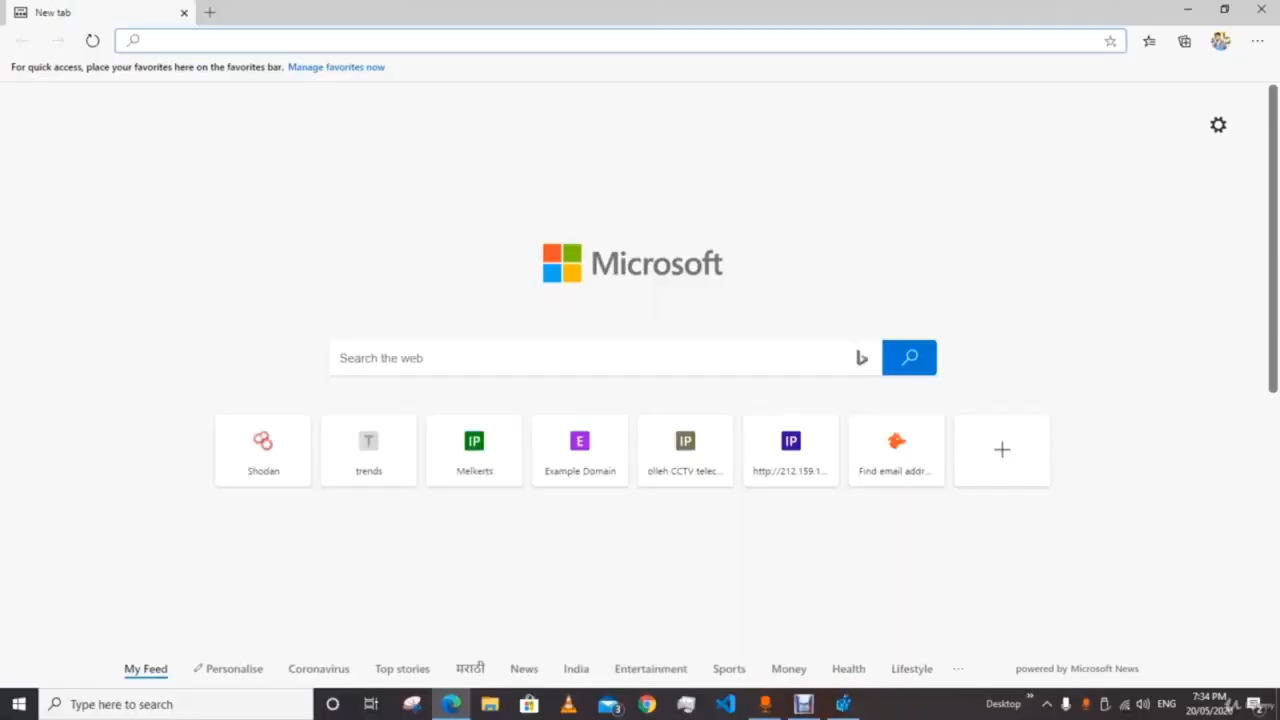 New tab
For quick access, place your favorites here on the favorites bar. Manage favorites now
Microsoft
Search the web
Shodan
trends
IP
Melkerts
E
Example Domain
IP
olleh CCTV telec...
IP
http://212.159.1...
Find email addr...
T
My Feed
Personalise
Coronavirus
Top stories
मराठी
News
India
Entertainment
Sports
Money
Health
Lifestyle
powered by Microsoft News
Type here to search
3
Desktop
ENG
7:34 PM